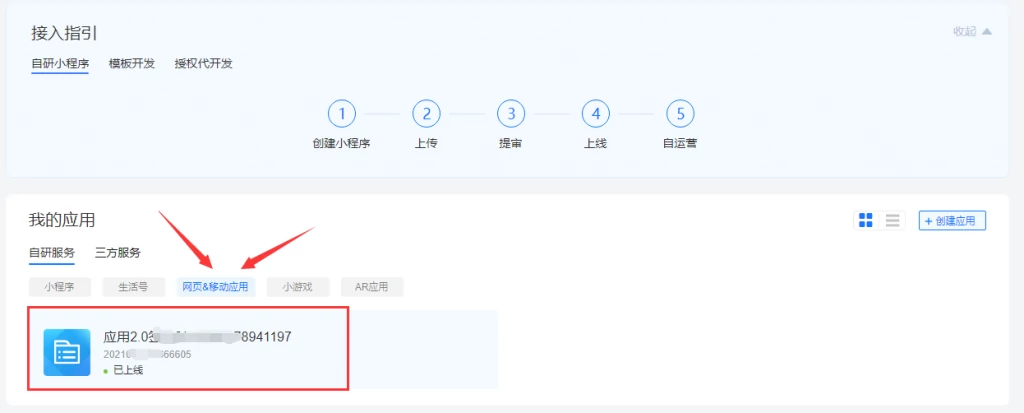 接入指引
收起
自研小程序 模板开发 授权代开发
1 2 3 4 5
创建小程序 上传 提审 上线 自运营
我的应用
+ 创建应用
自研服务 三方服务
小程序 生活号 网页&移动应用 小游戏 AR应用
应用2.0签 78941197
2021 66605
已上线